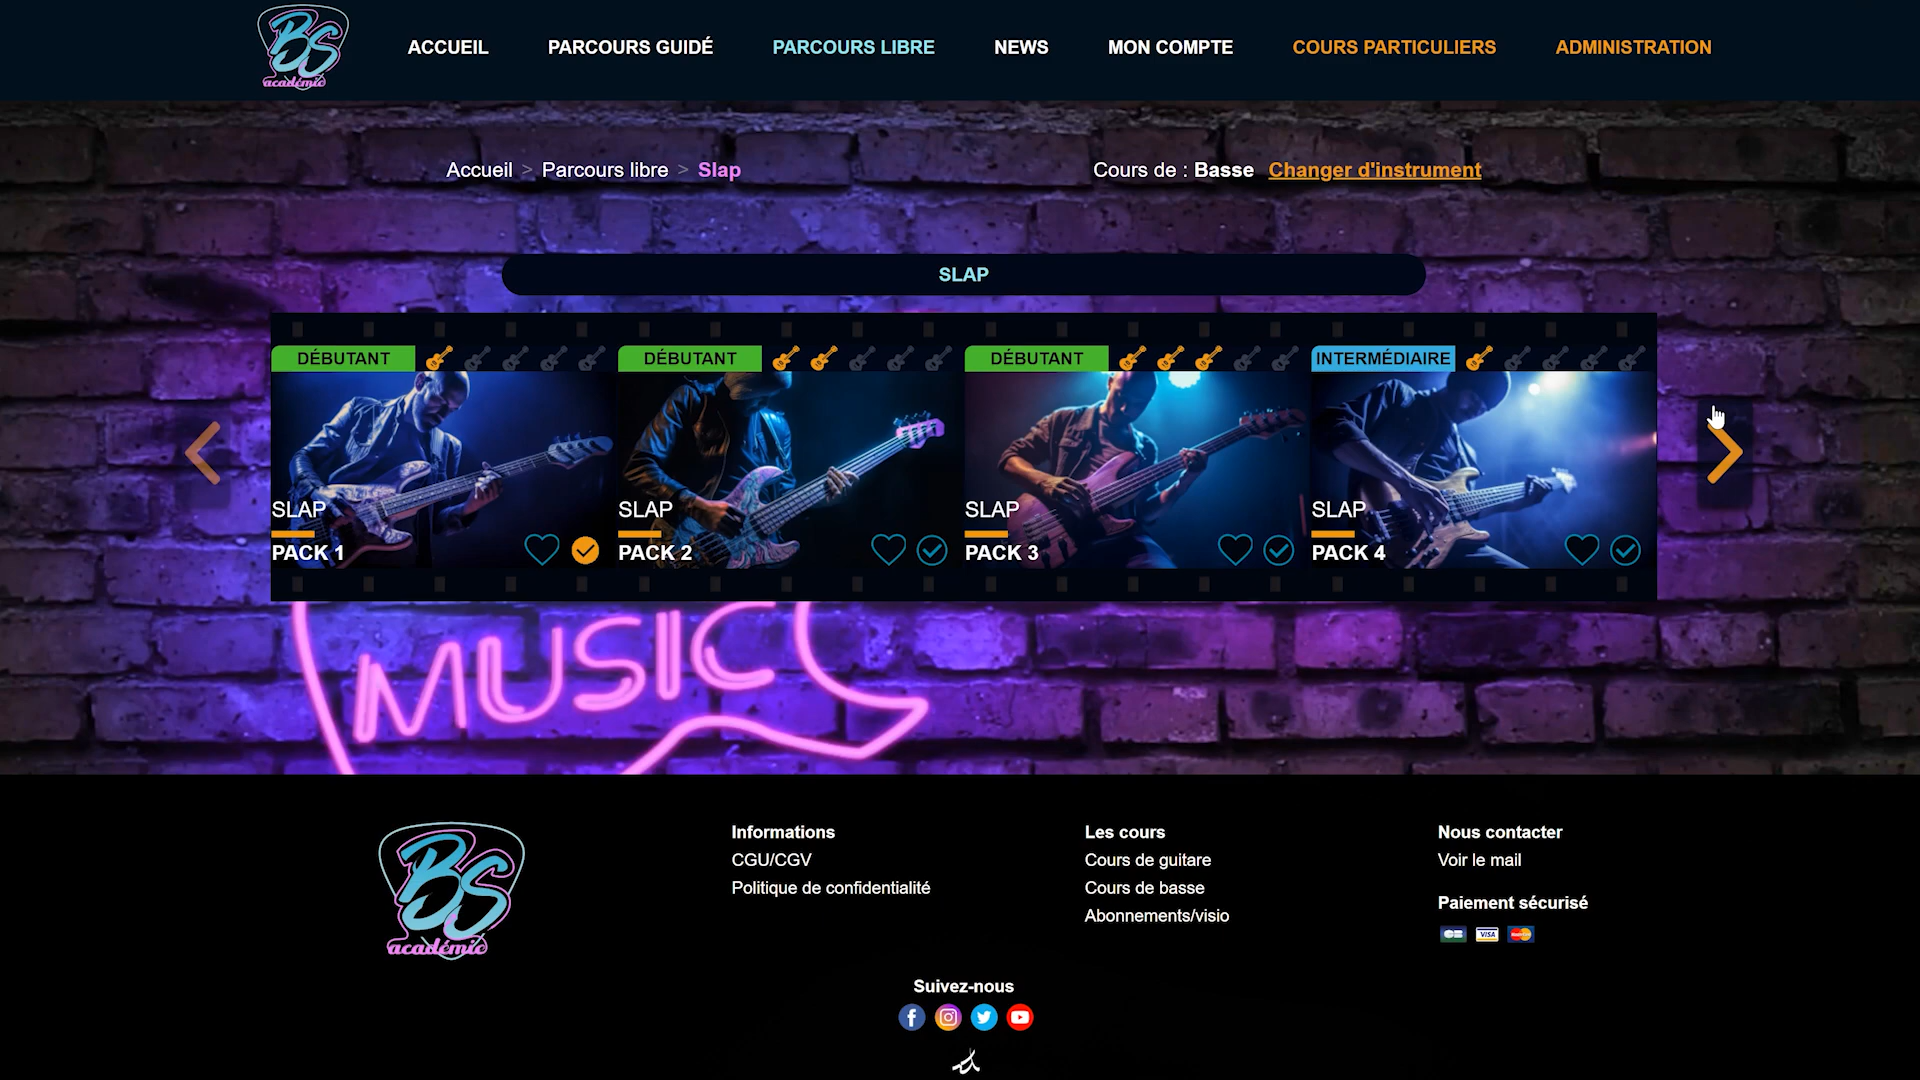 BS
académie
ACCUEIL
PARCOURS GUIDÉ
PARCOURS LIBRE
NEWS
MON COMPTE
COURS PARTICULIERS
ADMINISTRATION
Accueil > Parcours libre > Slap
Cours de : Basse Changer d'instrument
SLAP
DÉBUTANT
SLAP
PACK 1
DÉBUTANT
SLAP
PACK 2
DÉBUTANT
SLAP
PACK 3
INTERMÉDIAIRE
SLAP
PACK 4
MUSIC
BS
académie
Informations
CGU/CGV
Politique de confidentialité
Les cours
Cours de guitare
Cours de basse
Abonnements/visio
Nous contacter
Voir le mail
Paiement sécurisé
CB
VISA
MasterCard
Suivez-nous